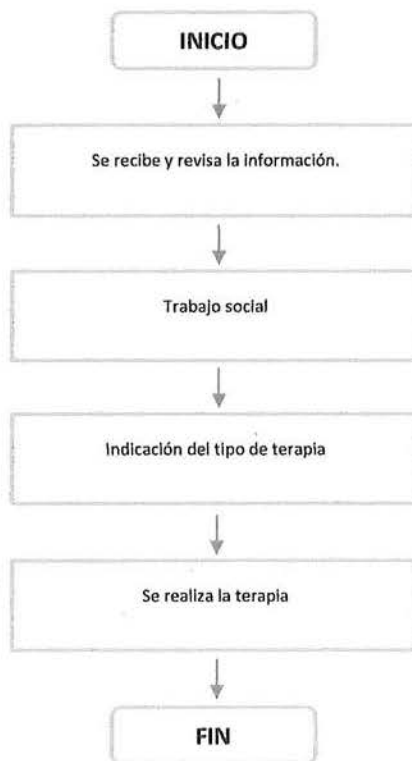 INICIO
Se recibe y revisa la información.
Trabajo social
Indicación del tipo de terapia
Se realiza la terapia
FIN